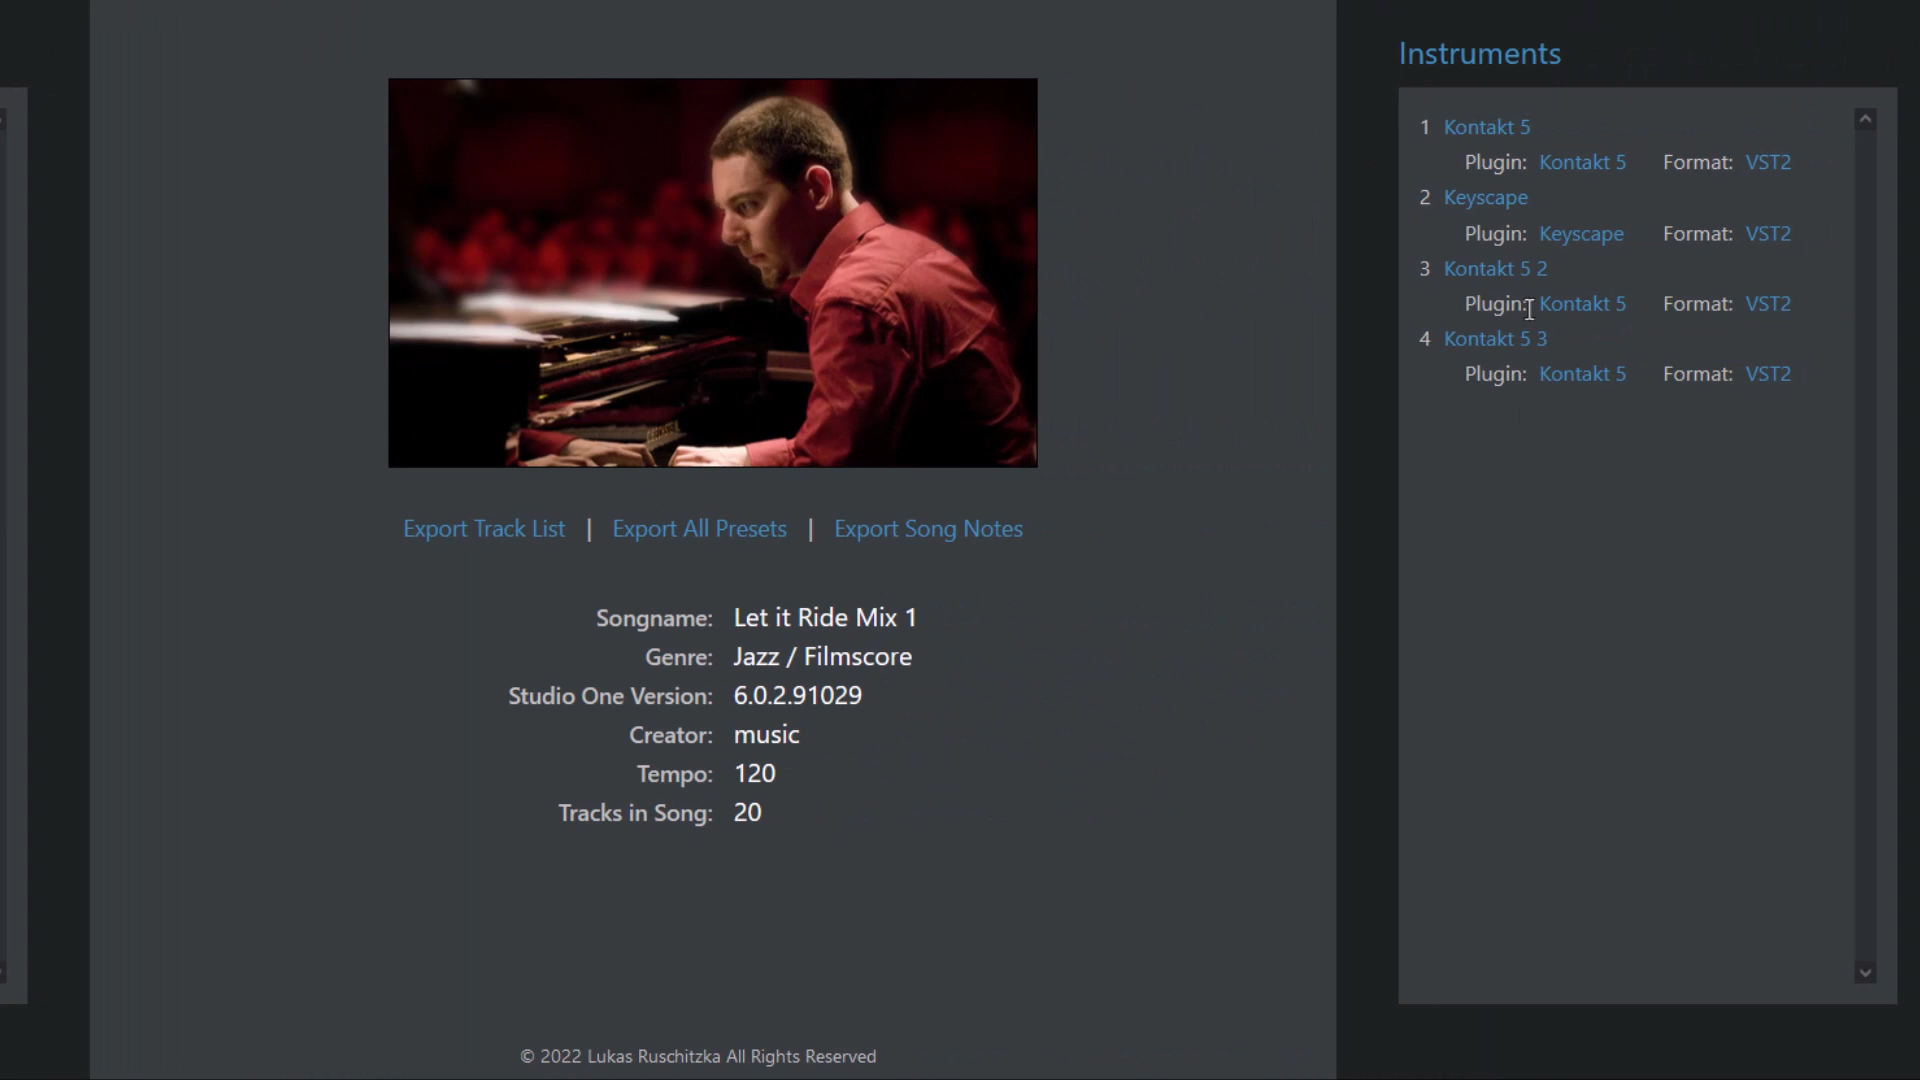 Instruments
1 Kontakt 5
Plugin: Kontakt 5 Format: VST2
2 Keyscape
Plugin: Keyscape Format: VST2
3 Kontakt 5 2
Plugin: Kontakt 5 Format: VST2
4 Kontakt 5 3
Plugin: Kontakt 5 Format: VST2
Export Track List | Export All Presets | Export Song Notes
Songname: Let it Ride Mix 1
Genre: Jazz / Filmscore
Studio One Version: 6.0.2.91029
Creator: music
Tempo: 120
Tracks in Song: 20
© 2022 Lukas Ruschitzka All Rights Reserved